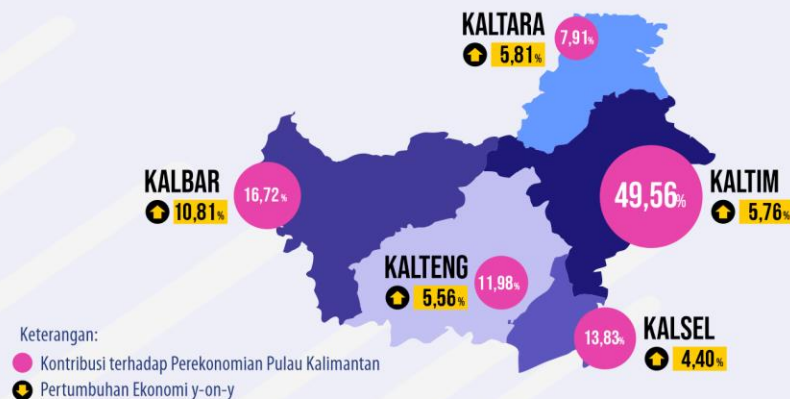 KALTARA
7,91%
5,81%
KALBAR
10,81%
16,72%
49,56%
KALTIM
5,76%
KALTENG
5,56%
11,98%
13,83%
KALSEL
4,40%
Keterangan:
Kontribusi terhadap Perekonomian Pulau Kalimantan
Pertumbuhan Ekonomi y-on-y